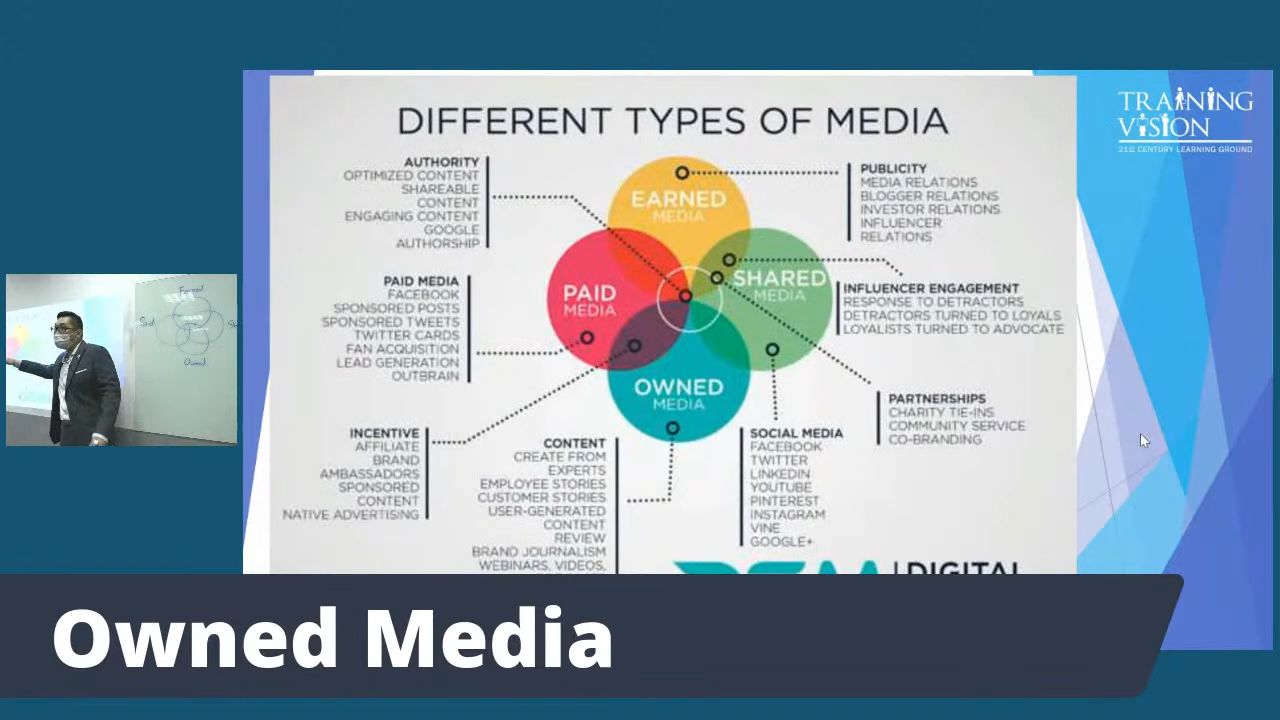 DIFFERENT TYPES OF MEDIA
TRAINING
VISION
21ST CENTURY LEARNING GROUND
AUTHORITY
OPTIMIZED CONTENT
SHAREABLE
CONTENT
ENGAGING CONTENT
GOOGLE
AUTHORSHIP
EARNED
MEDIA
PUBLICITY
MEDIA RELATIONS
BLOGGER RELATIONS
INVESTOR RELATIONS
INFLUENCER
RELATIONS
PAID MEDIA
FACEBOOK
SPONSORED POSTS
SPONSORED TWEETS
TWITTER CARDS
FAN ACQUISITION
LEAD GENERATION
OUTBRAIN
PAID
MEDIA
SHARED
MEDIA
INFLUENCER ENGAGEMENT
RESPONSE TO DETRACTORS
DETRACTORS TURNED TO LOYALS
LOYALISTS TURNED TO ADVOCATE
OWNED
MEDIA
PARTNERSHIPS
CHARITY TIE-INS
COMMUNITY SERVICE
CO-BRANDING
INCENTIVE
AFFILIATE
BRAND
AMBASSADORS
SPONSORED
CONTENT
NATIVE ADVERTISING
CONTENT
CREATE FROM
EXPERTS
EMPLOYEE STORIES
CUSTOMER STORIES
USER-GENERATED
CONTENT
REVIEW
BRAND JOURNALISM
WEBINARS, VIDEOS,
SOCIAL MEDIA
FACEBOOK
TWITTER
LINKEDIN
YOUTUBE
PINTEREST
INSTAGRAM
VINE
GOOGLE+
DIGITAL
Earned
Paid
Owned
Owned Media